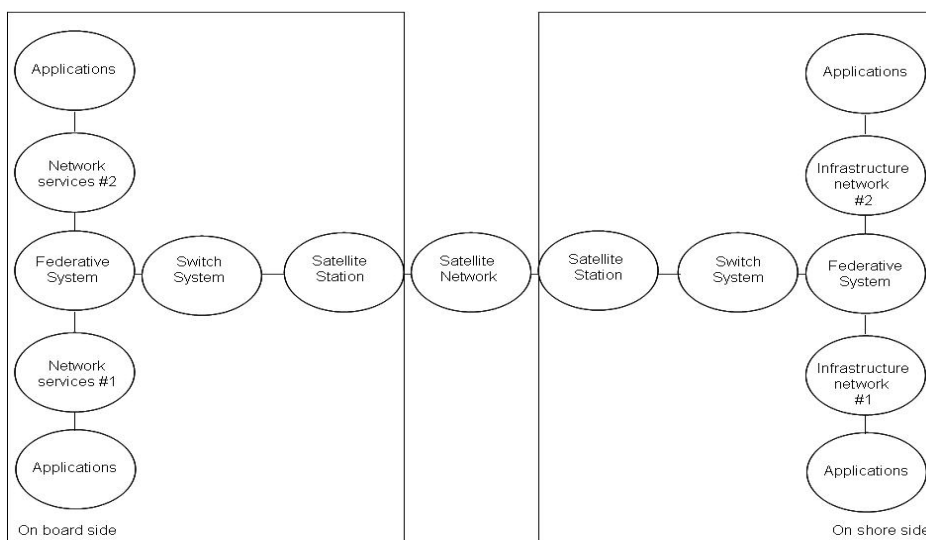 Applications
Network
services #2
Federative
System
Switch
System
Satellite
Station
Network
services #1
Applications
On board side
Satellite
Network
Satellite
Station
Switch
System
Applications
Infrastructure
network
#2
Federative
System
Infrastructure
network
#1
Applications
On shore side